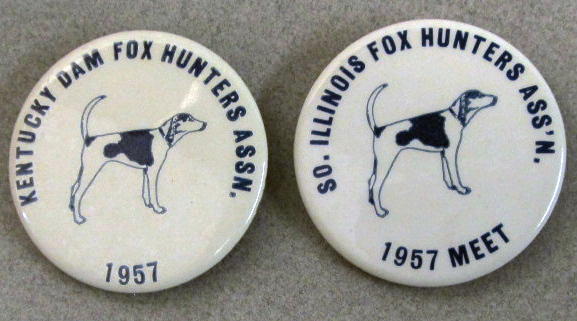 KENTUCKY DAM FOX HUNTERS ASSN.
1957
SO. ILLINOIS FOX HUNTERS ASS'N.
1957 MEET